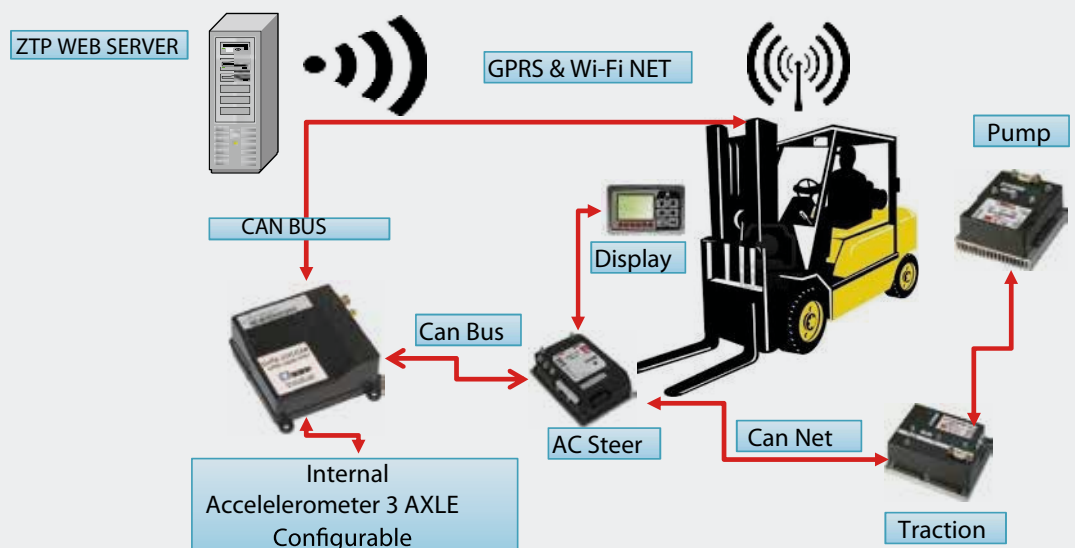 ZTP WEB SERVER
GPRS & Wi-Fi NET
Pump
CAN BUS
Display
Can Bus
AC Steer
Can Net
Internal
Accelelerometer 3 AXLE
Configurable
Traction